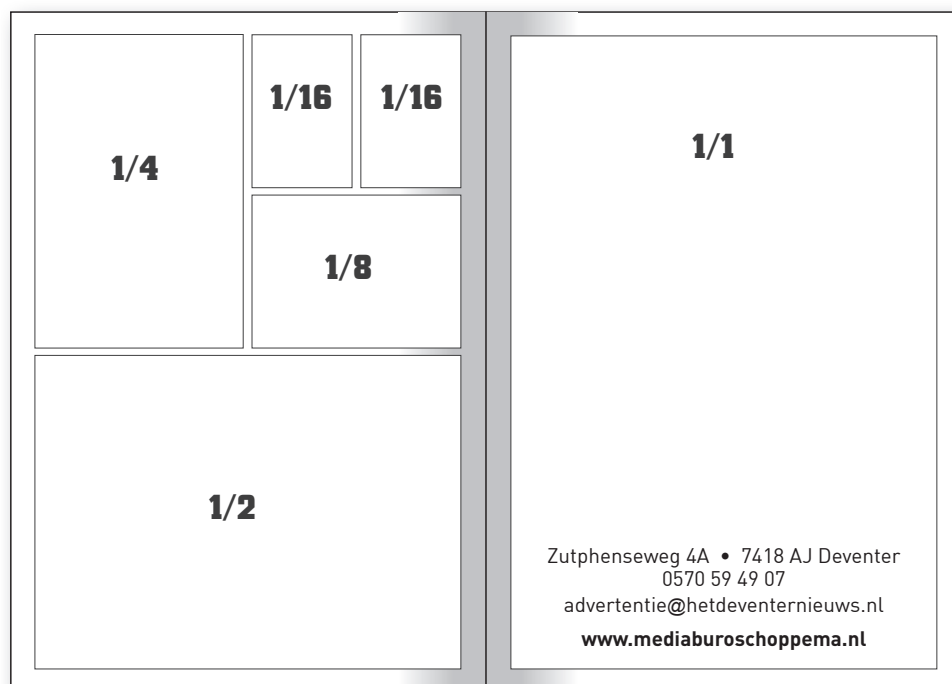 1/4
1/16
1/16
1/8
1/2
1/1
Zutphenseweg 4A • 7418 AJ Deventer
0570 59 49 07
advertentie@hetdeventernieuws.nl
www.mediaburoschoppema.nl